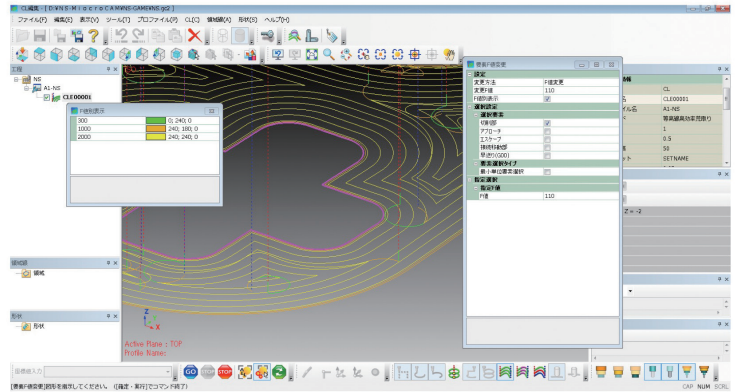 CL編集 - [ D:¥NS-MicroCAM¥NS-GAME¥NS.gc2 ]
ファイル(F) 編集(E) 表示(V) ツール(T) プロファイル(P) CL(C) 領域線(A) 形状(S) ヘルプ(H)
工程
NS
A1-NS
CLE00001
F値別表示
300 0; 240; 0
1000 240; 180; 0
2000 240; 240; 0
要素F値変更
設定
変更方法 F値変更
変更F値 110
F値別表示
選択設定
選択要素
切削部
アプローチ
エスケープ
接続移動部
早送り(G00)
要素選択タイプ
最小単位要素選択
指定選択
指定F値
F値 110
CL
CLE00001
A1-NS
等高線高効率荒取り
1
0.5
50
SETNAME
Z = -2
領域線
領域
形状
形状
Z
X
Active Plane : TOP
Profile Name:
座標値入力
GO STOP STOP
[要素F値変更]図形を指示してください。 ([確定・実行]でコマンド終了)
CAP NUM SCRL